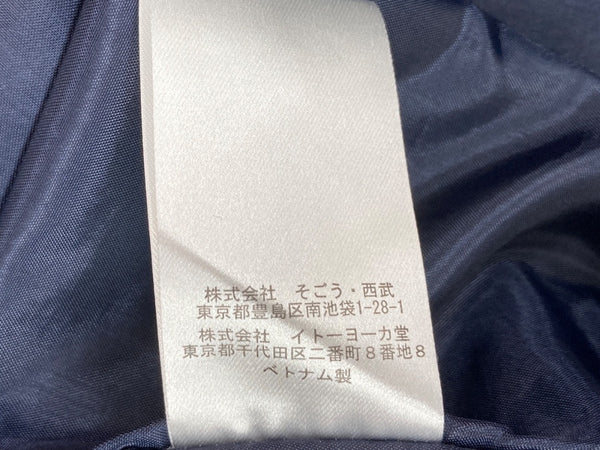 株式会社　そごう・西武
東京都豊島区南池袋1-28-1
株式会社　イトーヨーカ堂
東京都千代田区二番町８番地８
ベトナム製